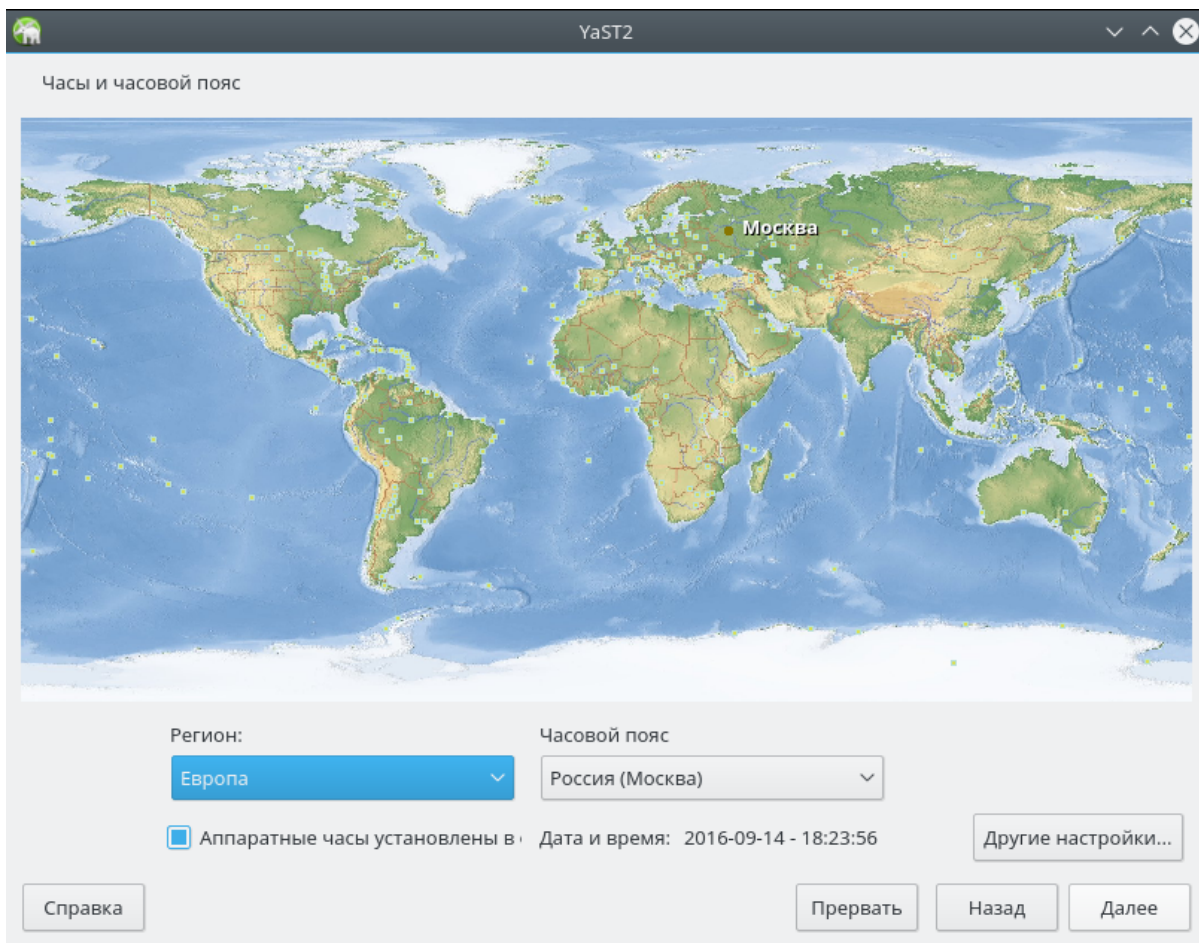 YaST2
Часы и часовой пояс
Москва
Регион:
Часовой пояс
Европа
Россия (Москва)
Аппаратные часы установлены в
Дата и время: 2016-09-14 - 18:23:56
Другие настройки...
Справка
Прервать
Назад
Далее